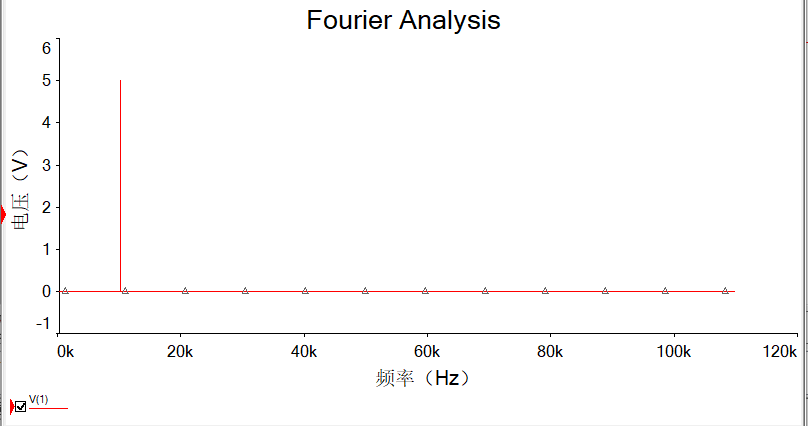 Fourier Analysis
6
5
4
3
2
1
0
-1
电压（V）
0k 20k 40k 60k 80k 100k 120k
频率（Hz）
V(1)